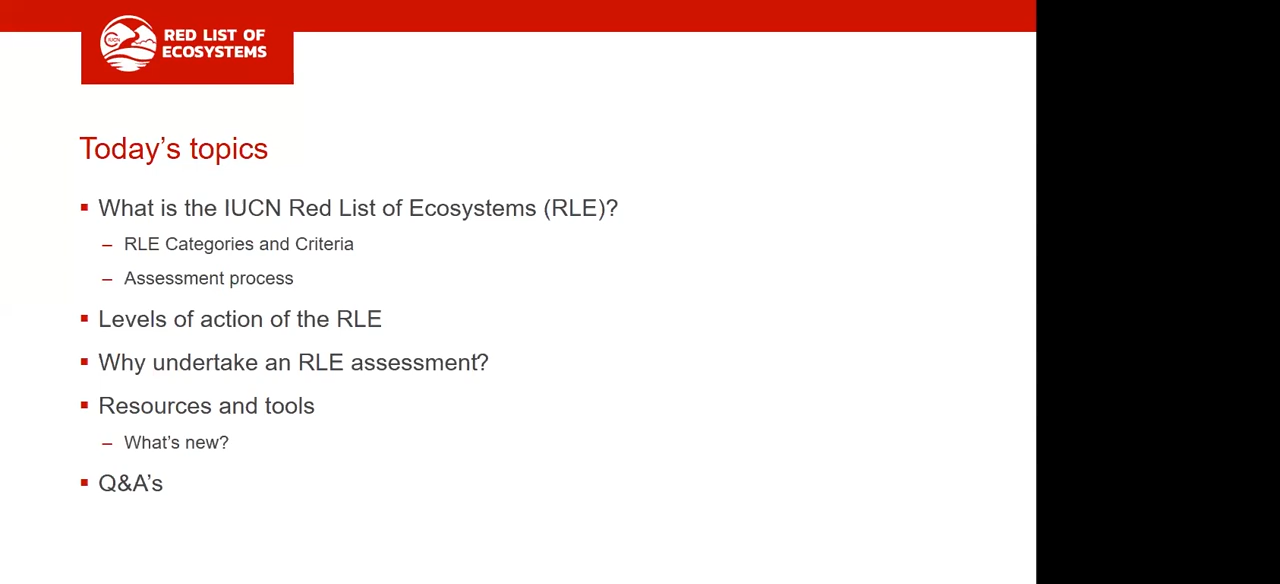 IUCN
RED LIST OF
ECOSYSTEMS
Today’s topics
▪ What is the IUCN Red List of Ecosystems (RLE)?
– RLE Categories and Criteria
– Assessment process
▪ Levels of action of the RLE
▪ Why undertake an RLE assessment?
▪ Resources and tools
– What’s new?
▪ Q&A’s